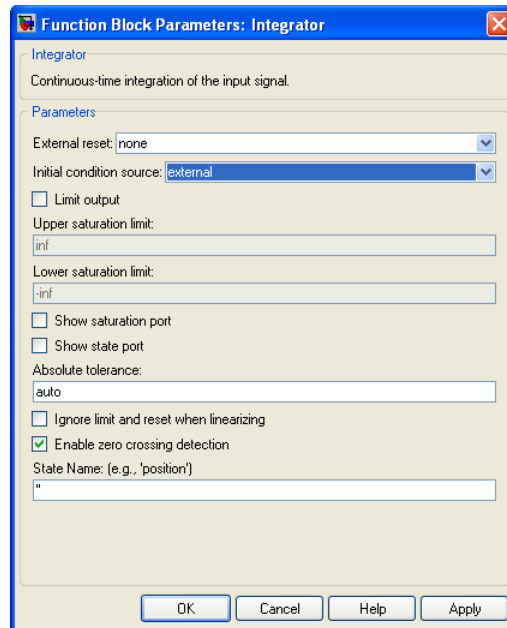 Function Block Parameters: Integrator
Integrator
Continuous-time integration of the input signal.
Parameters
External reset: none
Initial condition source: external
Limit output
Upper saturation limit:
inf
Lower saturation limit:
-inf
Show saturation port
Show state port
Absolute tolerance:
auto
Ignore limit and reset when linearizing
Enable zero crossing detection
State Name: (e.g., 'position')
''
OK Cancel Help Apply